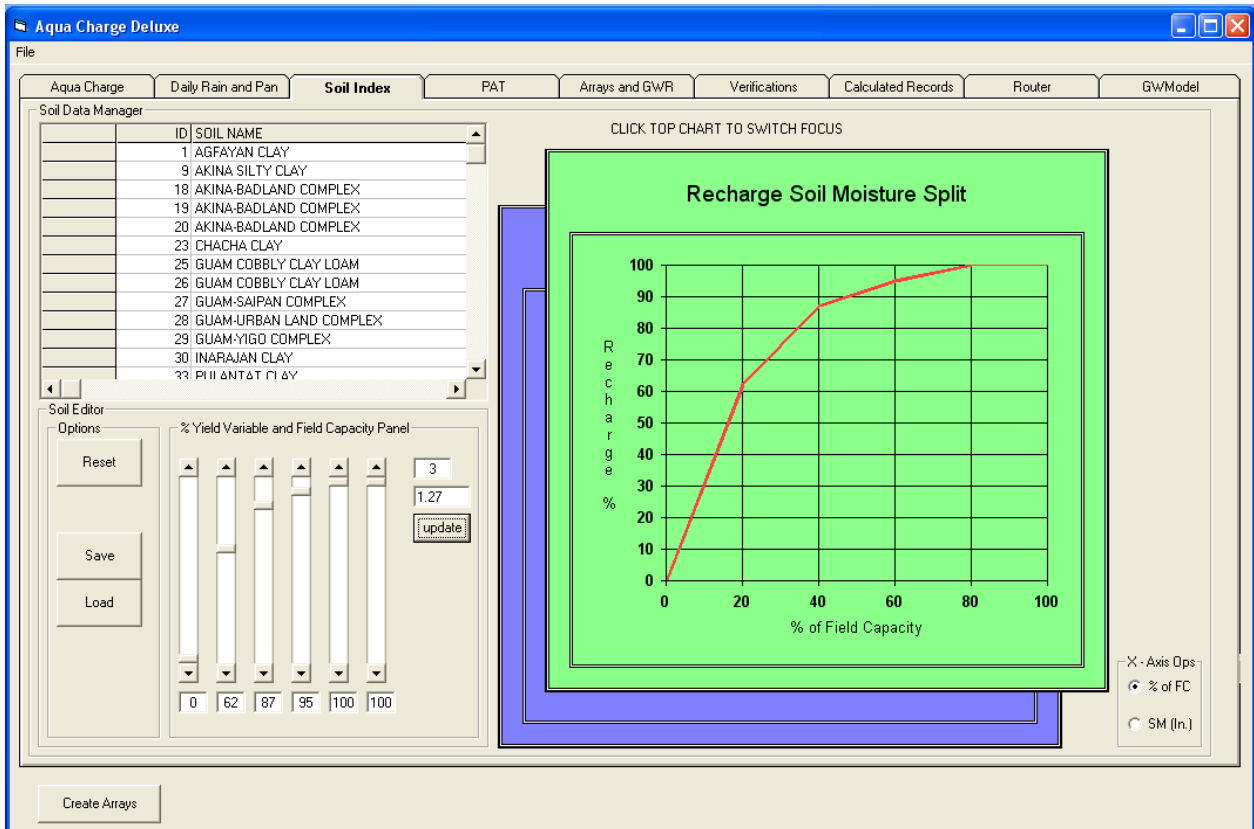 Aqua Charge Deluxe
File
Aqua Charge Daily Rain and Pan Soil Index PAT Arrays and GWR Verifications Calculated Records Router GWModel
Soil Data Manager
ID SOIL NAME
1 AGFAYAN CLAY
9 AKINA SILTY CLAY
18 AKINA-BADLAND COMPLEX
19 AKINA-BADLAND COMPLEX
20 AKINA-BADLAND COMPLEX
23 CHACHA CLAY
25 GUAM COBBLY CLAY LOAM
26 GUAM COBBLY CLAY LOAM
27 GUAM-SAIPAN COMPLEX
28 GUAM-URBAN LAND COMPLEX
29 GUAM-YIGO COMPLEX
30 INARAJAN CLAY
33 PULANTAT CLAY
Soil Editor
Options
Reset
Save
Load
% Yield Variable and Field Capacity Panel
3
1.27
update
0 62 87 95 100 100
CLICK TOP CHART TO SWITCH FOCUS
Recharge Soil Moisture Split
Recharge %
100
90
80
70
60
50
40
30
20
10
0
0 20 40 60 80 100
% of Field Capacity
X - Axis Ops
% of FC
SM (In.)
Create Arrays